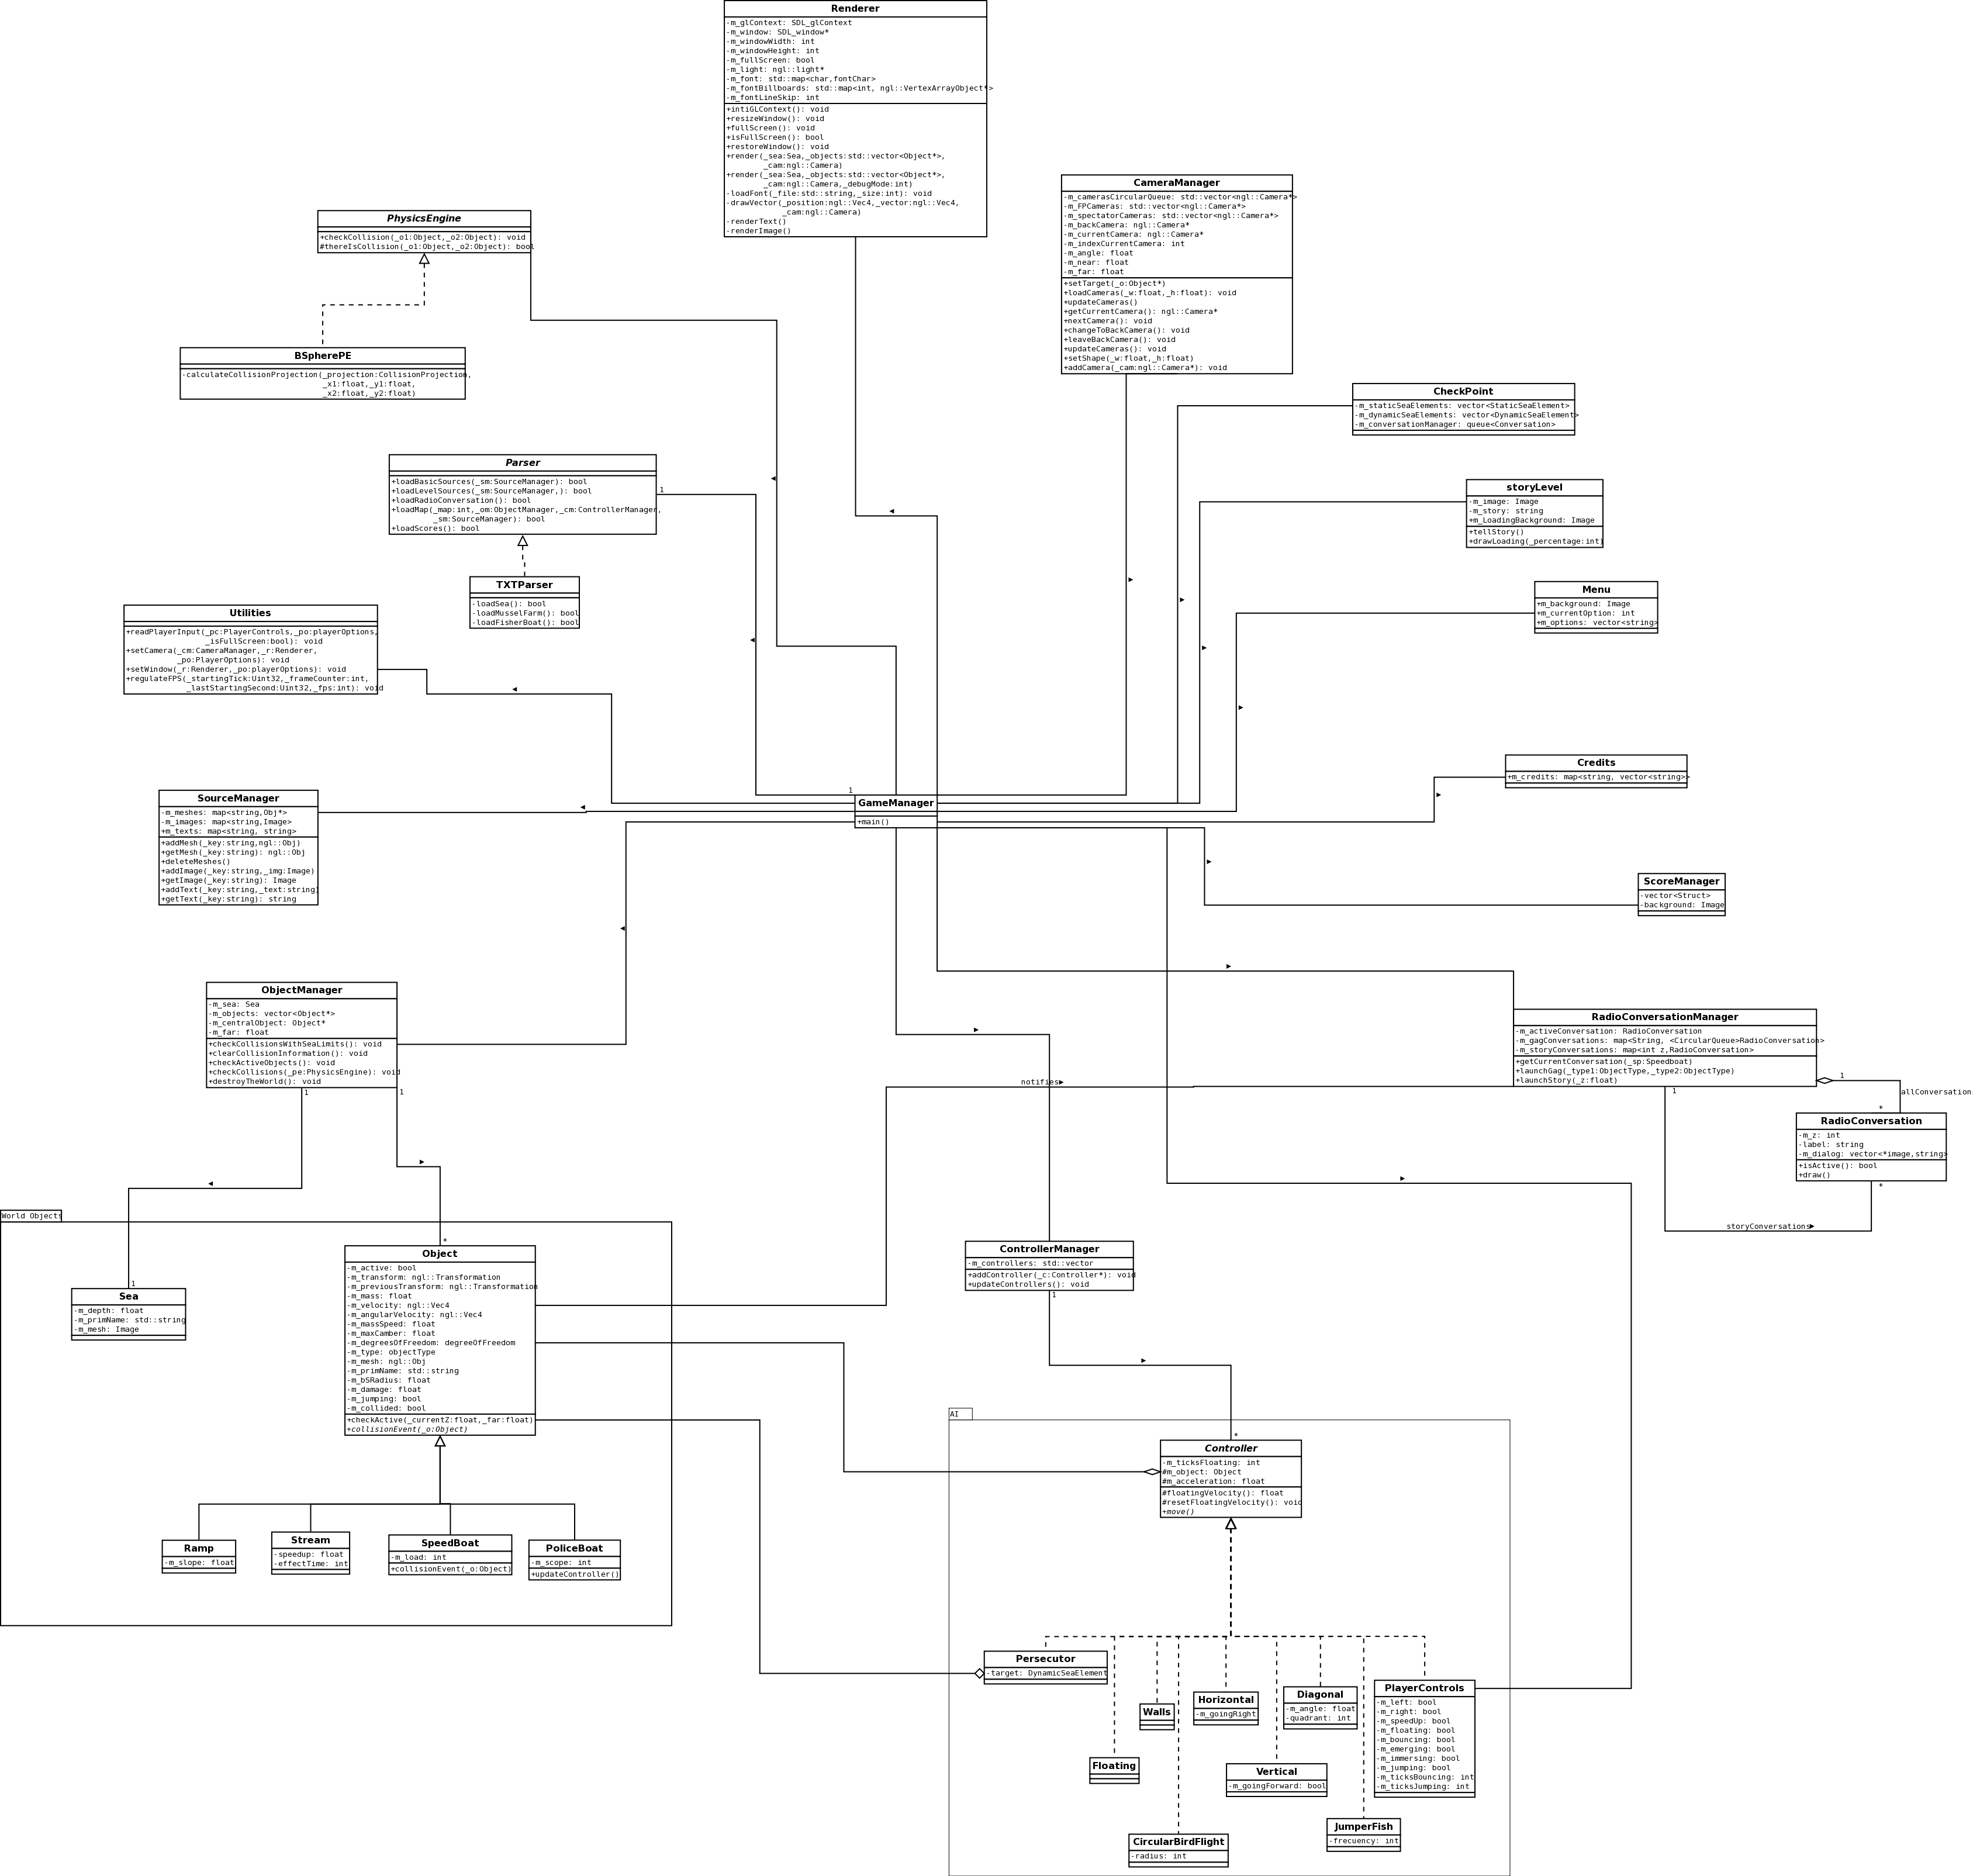 Renderer
-m_glContext: SDL_glContext
-m_window: SDL_window*
-m_windowWidth: int
-m_windowHeight: int
-m_fullScreen: bool
-m_light: ngl::light*
-m_font: std::map<char,fontChar>
-m_fontBillboards: std::map<int, ngl::VertexArrayObject*>
-m_fontLineSkip: int
+intiGLContext(): void
+resizeWindow(): void
+fullScreen(): void
+isFullScreen(): bool
+restoreWindow(): void
+render(_sea:Sea,_objects:std::vector<Object*>,
_cam:ngl::Camera)
+render(_sea:Sea,_objects:std::vector<Object*>,
_cam:ngl::Camera,_debugMode:int)
-loadFont(_file:std::string,_size:int): void
-drawVector(_position:ngl::Vec4,_vector:ngl::Vec4,
_cam:ngl::Camera)
-renderText()
-renderImage()
CameraManager
-m_camerasCircularQueue: std::vector<ngl::Camera*>
-m_FPCameras: std::vector<ngl::Camera*>
-m_spectatorCameras: std::vector<ngl::Camera*>
-m_backCamera: ngl::Camera*
-m_currentCamera: ngl::Camera*
-m_indexCurrentCamera: int
-m_angle: float
-m_near: float
-m_far: float
+setTarget(_o:Object*)
+loadCameras(_w:float,_h:float): void
+updateCameras()
+getCurrentCamera(): ngl::Camera*
+nextCamera(): void
+changeToBackCamera(): void
+leaveBackCamera(): void
+updateCameras(): void
+setShape(_w:float,_h:float)
+addCamera(_cam:ngl::Camera*): void
PhysicsEngine
+checkCollision(_o1:Object,_o2:Object): void
#thereIsCollision(_o1:Object,_o2:Object): bool
BSpherePE
-calculateCollisionProjection(_projection:CollisionProjection,
_x1:float,_y1:float,
_x2:float,_y2:float)
CheckPoint
-m_staticSeaElements: vector<StaticSeaElement>
-m_dynamicSeaElements: vector<DynamicSeaElement>
-m_conversationManager: queue<Conversation>
Parser
+loadBasicSources(_sm:SourceManager): bool
+loadLevelSources(_sm:SourceManager,): bool
+loadRadioConversation(): bool
+loadMap(_map:int,_om:ObjectManager,_cm:ControllerManager,
_sm:SourceManager): bool
+loadScores(): bool
1
storyLevel
-m_image: Image
-m_story: string
+m_LoadingBackground: Image
+tellStory()
+drawLoading(_percentage:int)
TXTParser
-loadSea(): bool
-loadMusselFarm(): bool
-loadFisherBoat(): bool
Menu
+m_background: Image
+m_currentOption: int
+m_options: vector<string>
Utilities
+readPlayerInput(_pc:PlayerControls,_po:playerOptions,
_isFullScreen:bool): void
+setCamera(_cm:CameraManager,_r:Renderer,
_po:PlayerOptions): void
+setWindow(_r:Renderer,_po:playerOptions): void
+regulateFPS(_startingTick:Uint32,_frameCounter:int,
_lastStartingSecond:Uint32,_fps:int): void
Credits
+m_credits: map<string, vector<string>>
SourceManager
-m_meshes: map<string,Obj*>
-m_images: map<string,Image>
+m_texts: map<string, string>
+addMesh(_key:string,ngl::Obj)
+getMesh(_key:string): ngl::Obj
+deleteMeshes()
+addImage(_key:string,_img:Image)
+getImage(_key:string): Image
+addText(_key:string,_text:string)
+getText(_key:string): string
1
GameManager
+main()
ScoreManager
-vector<Struct>
-background: Image
ObjectManager
-m_sea: Sea
-m_objects: vector<Object*>
-m_centralObject: Object*
-m_far: float
+checkCollisionsWithSeaLimits(): void
+clearCollisionInformation(): void
+checkActiveObjects(): void
+checkCollisions(_pe:PhysicsEngine): void
+destroyTheWorld(): void
1
1
RadioConversationManager
-m_activeConversation: RadioConversation
-m_gagConversations: map<String, <CircularQueue>RadioConversation>
-m_storyConversations: map<int z,RadioConversation>
+getCurrentConversation(_sp:Speedboat)
+launchGag(_type1:ObjectType,_type2:ObjectType)
+launchStory(_z:float)
notifies
1
1
allConversation
*
RadioConversation
-m_z: int
-label: string
-m_dialog: vector<*image,string>
+isActive(): bool
+draw()
*
storyConversations
World Objects
*
Object
-m_active: bool
-m_transform: ngl::Transformation
-m_previousTransform: ngl::Transformation
-m_mass: float
-m_velocity: ngl::Vec4
-m_angularVelocity: ngl::Vec4
-m_massSpeed: float
-m_maxCamber: float
-m_degreesOfFreedom: degreeOfFreedom
-m_type: objectType
-m_mesh: ngl::Obj
-m_primName: std::string
-m_bSRadius: float
-m_damage: float
-m_jumping: bool
-m_collided: bool
+checkActive(_currentZ:float,_far:float)
+collisionEvent(_o:Object)
1
Sea
-m_depth: float
-m_primName: std::string
-m_mesh: Image
ControllerManager
-m_controllers: std::vector
+addController(_c:Controller*): void
+updateControllers(): void
1
AI
*
Controller
-m_ticksFloating: int
#m_object: Object
#m_acceleration: float
#floatingVelocity(): float
#resetFloatingVelocity(): void
+move()
Ramp
-m_slope: float
Stream
-speedup: float
-effectTime: int
SpeedBoat
-m_load: int
+collisionEvent(_o:Object)
PoliceBoat
-m_scope: int
+updateController()
Persecutor
-target: DynamicSeaElement
Walls
Horizontal
-m_goingRight
Diagonal
-m_angle: float
-quadrant: int
PlayerControls
-m_left: bool
-m_right: bool
-m_speedUp: bool
-m_floating: bool
-m_bouncing: bool
-m_emerging: bool
-m_immersing: bool
-m_jumping: bool
-m_ticksBouncing: int
-m_ticksJumping: int
Floating
Vertical
-m_goingForward: bool
CircularBirdFlight
-radius: int
JumperFish
-frecuency: int